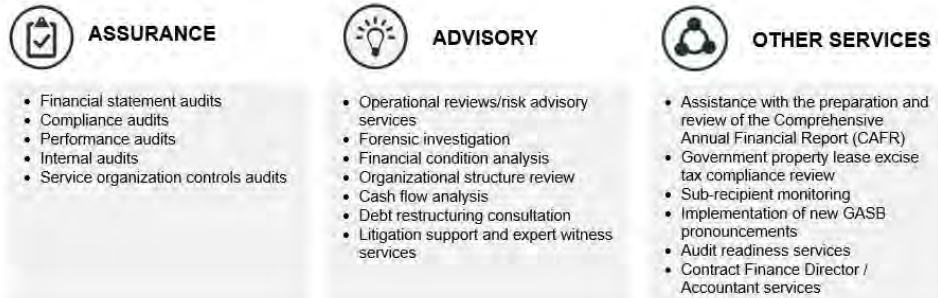 ASSURANCE
• Financial statement audits
• Compliance audits
• Performance audits
• Internal audits
• Service organization controls audits
ADVISORY
• Operational reviews/risk advisory
services
• Forensic investigation
• Financial condition analysis
• Organizational structure review
• Cash flow analysis
• Debt restructuring consultation
• Litigation support and expert witness
services
OTHER SERVICES
• Assistance with the preparation and
review of the Comprehensive
Annual Financial Report (CAFR)
• Government property lease excise
tax compliance review
• Sub-recipient monitoring
• Implementation of new GASB
pronouncements
• Audit readiness services
• Contract Finance Director /
Accountant services